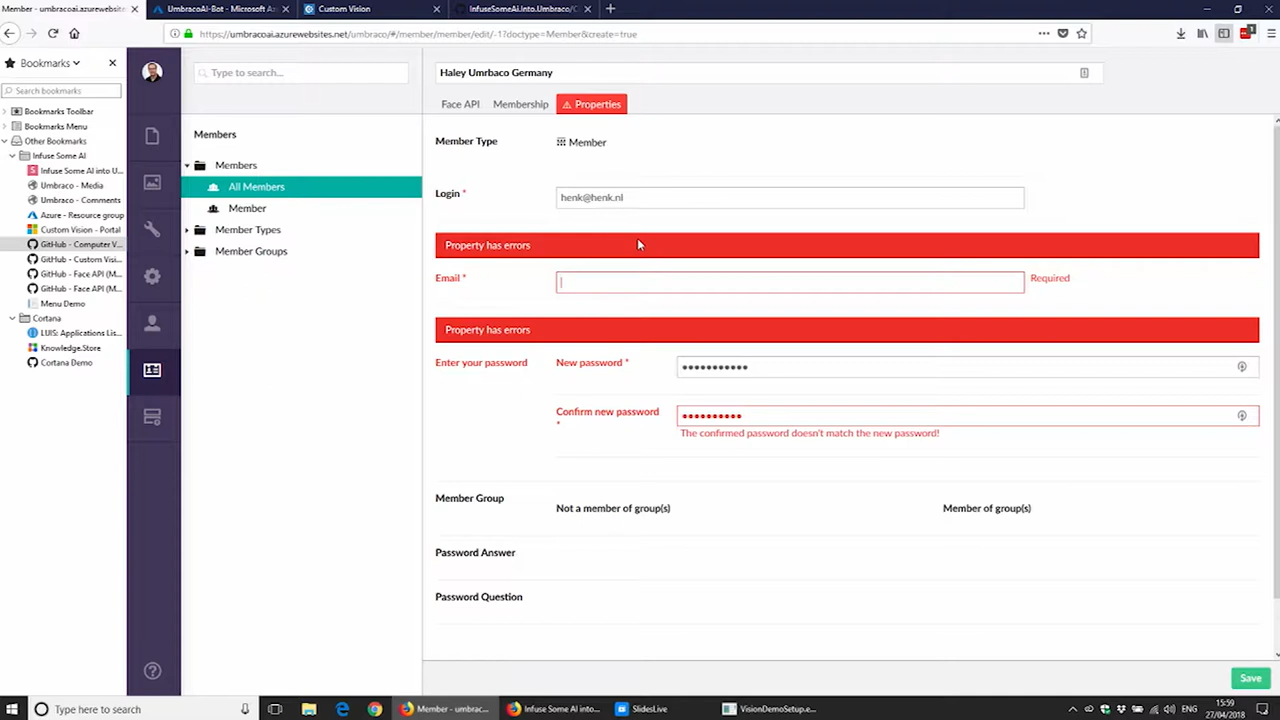 Member - umbracoai.azurewebsites
UmbracoAI-Bot - Microsoft Az
Custom Vision
InfuseSomeAI.Into.Umbraco/C
https://umbracoai.azurewebsites.net/umbraco/#/member/member/edit/-1?doctype=Member&create=true
Bookmarks
Search bookmarks
Bookmarks Toolbar
Bookmarks Menu
Other Bookmarks
Infuse Some AI
Infuse Some AI into U...
Umbraco - Media
Umbraco - Comments
Azure - Resource group
Custom Vision - Portal
GitHub - Computer V...
GitHub - Custom Visi...
GitHub - Face API (M...
GitHub - Face API (M...
Menu Demo
Cortana
LUIS: Applications Lis...
Knowledge.Store
Cortana Demo
Type to search...
Members
Members
All Members
Member
Member Types
Member Groups
Haley Umrbaco Germany
Face API
Membership
Properties
Member Type
Member
Login *
henk@henk.nl
Property has errors
Email *
Required
Property has errors
Enter your password
New password *
•••••••••••
Confirm new password *
••••••••••
The confirmed password doesn't match the new password!
Member Group
Not a member of group(s)
Member of group(s)
Password Answer
Password Question
Save
Type here to search
Member - umbrac...
Infuse Some AI into...
SlidesLive
VisionDemoSetup.e...
ENG
15:59
27/04/2018